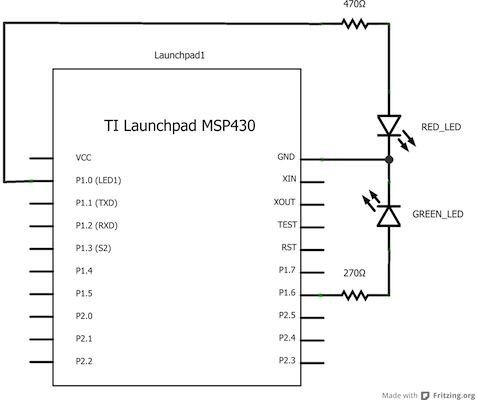 470Ω
Launchpad1
TI Launchpad MSP430
RED_LED
VCC
GND
P1.0 (LED1)
XIN
P1.1 (TXD)
XOUT
GREEN_LED
P1.2 (RXD)
TEST
P1.3 (S2)
RST
P1.4
P1.7
270Ω
P1.5
P1.6
P2.0
P2.5
P2.1
P2.4
P2.2
P2.3
Made with Fritzing.org